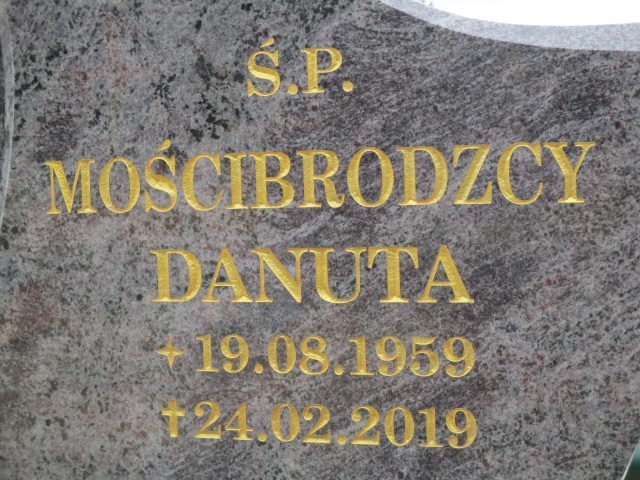 Ś.P.
MOŚCIBRODZCY
DANUTA
19.08.1959
24.02.2019